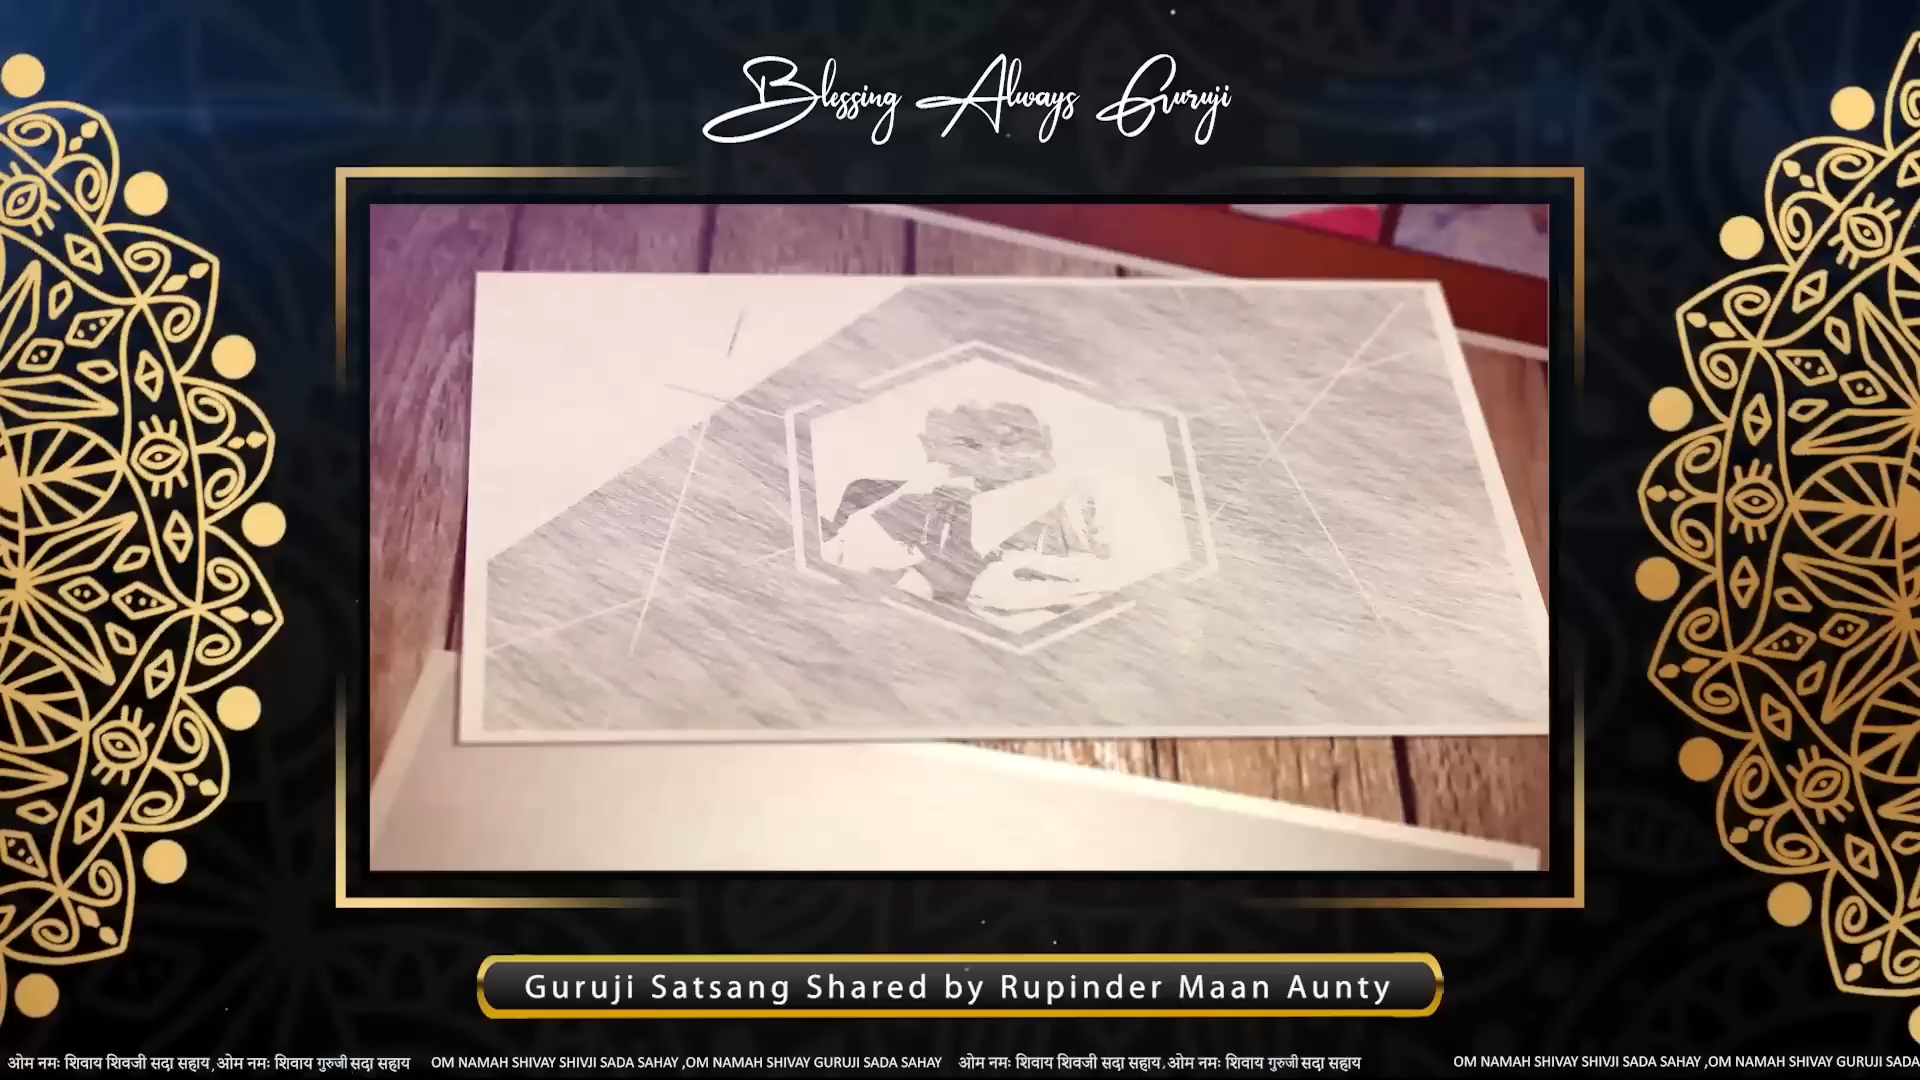 Blessing Always Guruji
Guruji Satsang Shared by Rupinder Maan Aunty
ओम नमः शिवाय शिवजी सदा सहाय, ओम नमः शिवाय गुरुजी सदा सहाय OM NAMAH SHIVAY SHIVJI SADA SAHAY ,OM NAMAH SHIVAY GURUJI SADA SAHAY ओम नमः शिवाय शिवजी सदा सहाय, ओम नमः शिवाय गुरुजी सदा सहाय OM NAMAH SHIVAY SHIVJI SADA SAHAY ,OM NAMAH SHIVAY GURUJI SADA